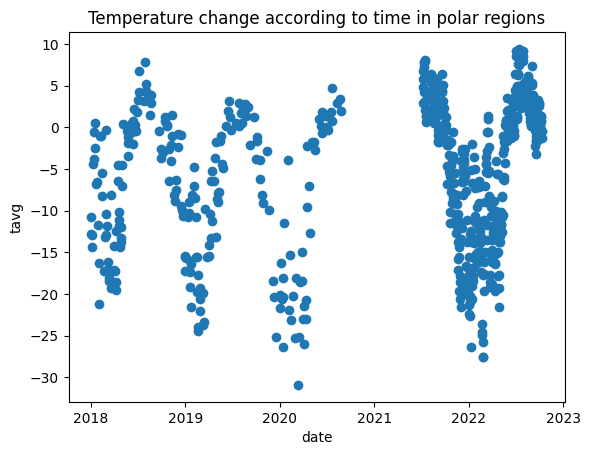 Temperature change according to time in polar regions
10
5
0
−5
−10
−15
−20
−25
−30
tavg
2018 2019 2020 2021 2022 2023
date